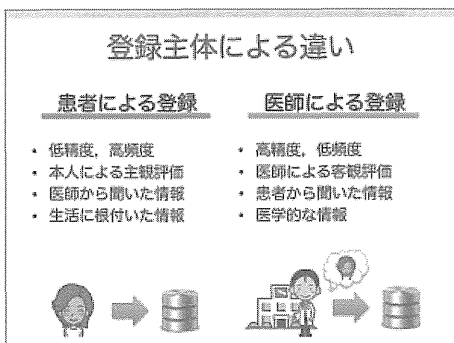 登録主体による違い
患者による登録
・ 低精度，高頻度
・ 本人による主観評価
・ 医師から聞いた情報
・ 生活に根付いた情報
医師による登録
・ 高精度，低頻度
・ 医師による客観評価
・ 患者から聞いた情報
・ 医学的な情報